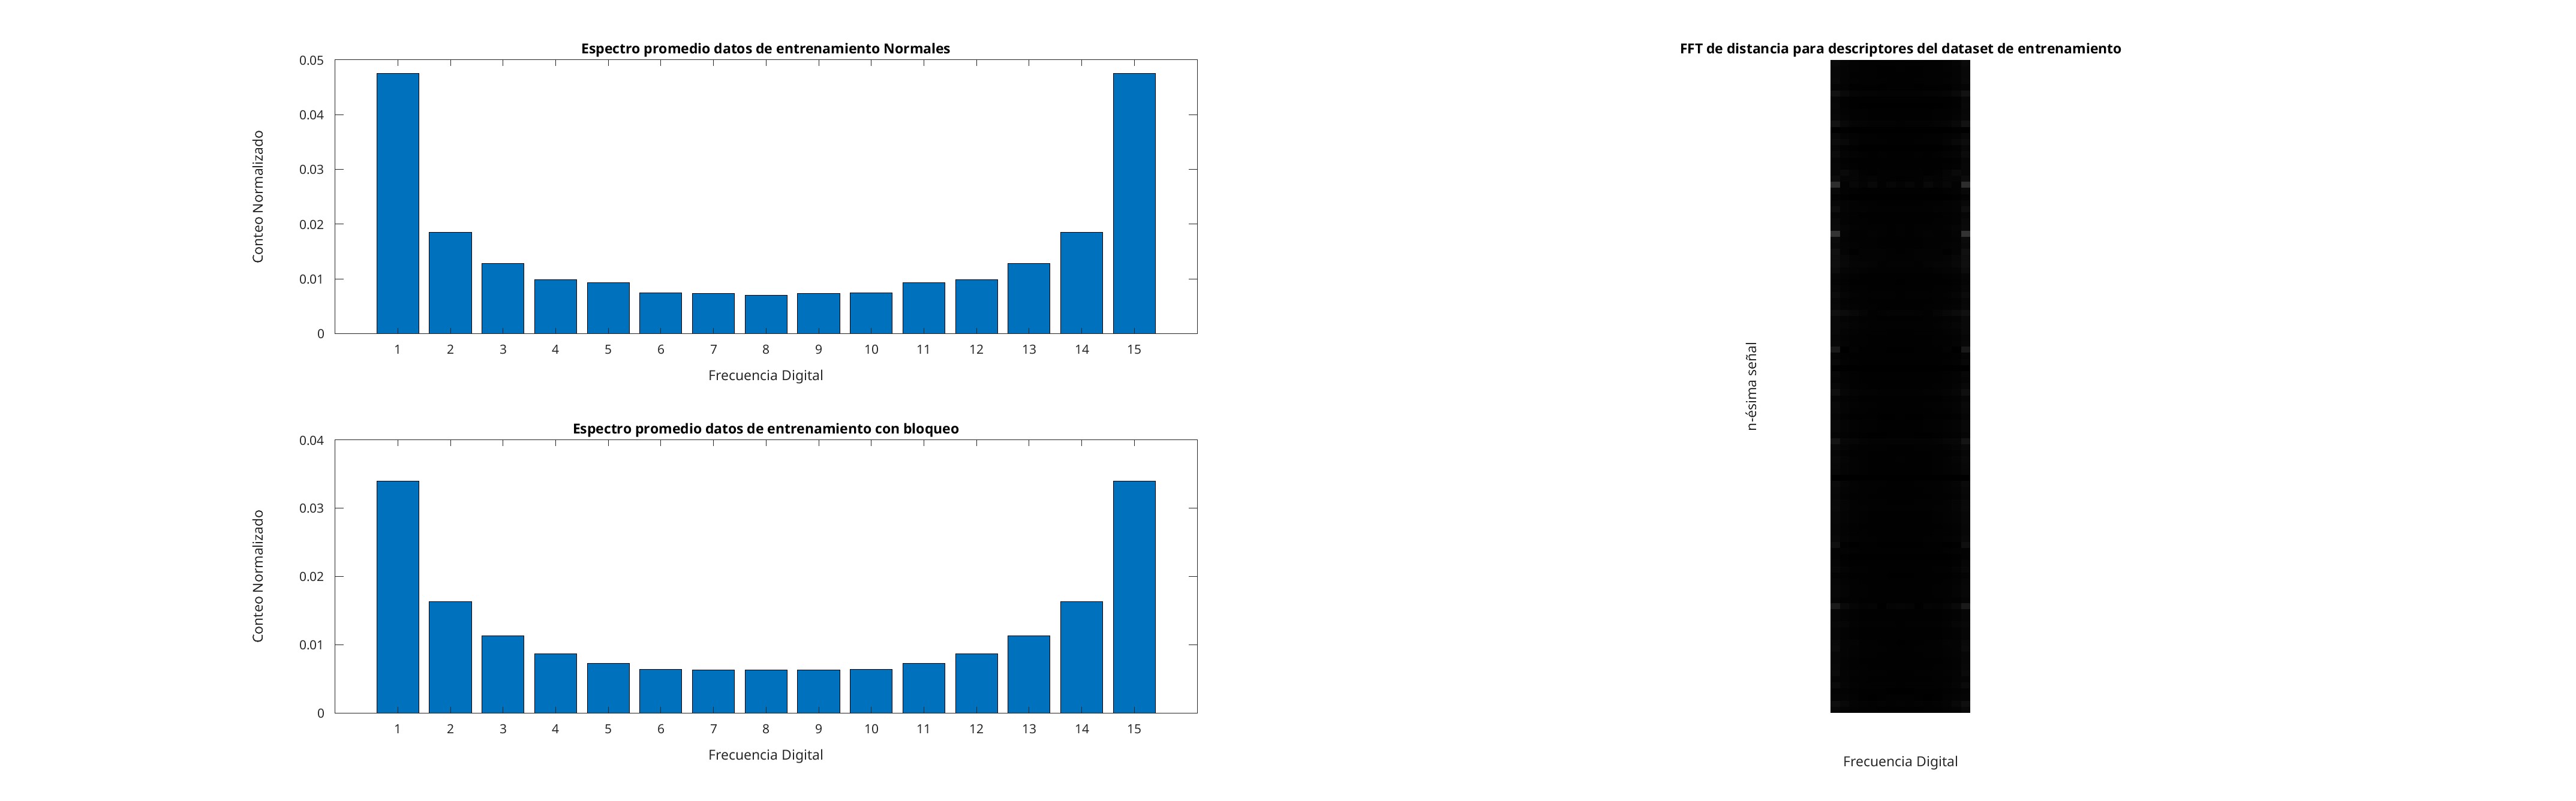 Espectro promedio datos de entrenamiento Normales
0.05
0.04
0.03
0.02
0.01
0
Conteo Normalizado
1 2 3 4 5 6 7 8 9 10 11 12 13 14 15
Frecuencia Digital
Espectro promedio datos de entrenamiento con bloqueo
0.04
0.03
0.02
0.01
0
Conteo Normalizado
1 2 3 4 5 6 7 8 9 10 11 12 13 14 15
Frecuencia Digital
FFT de distancia para descriptores del dataset de entrenamiento
n-ésima señal
Frecuencia Digital